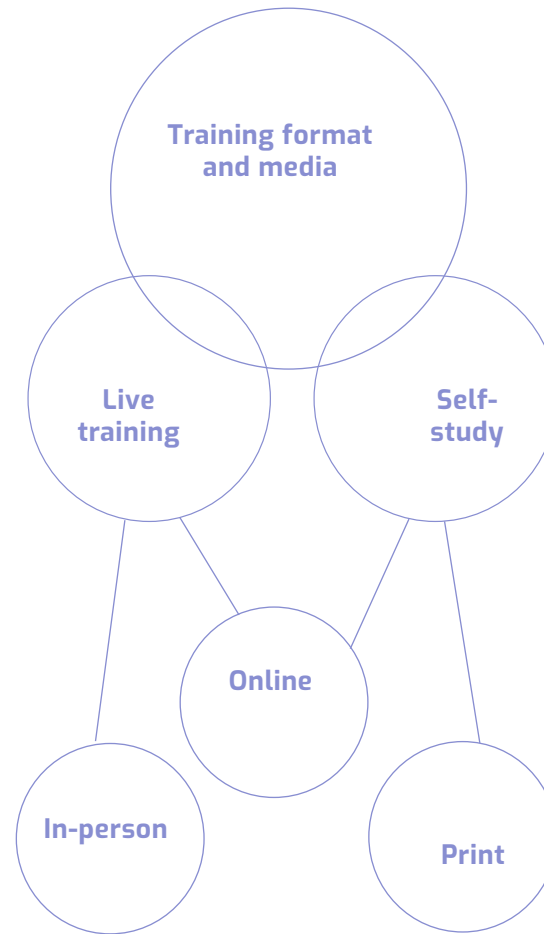 Training format
and media
Live
training
Self-
study
Online
In-person
Print